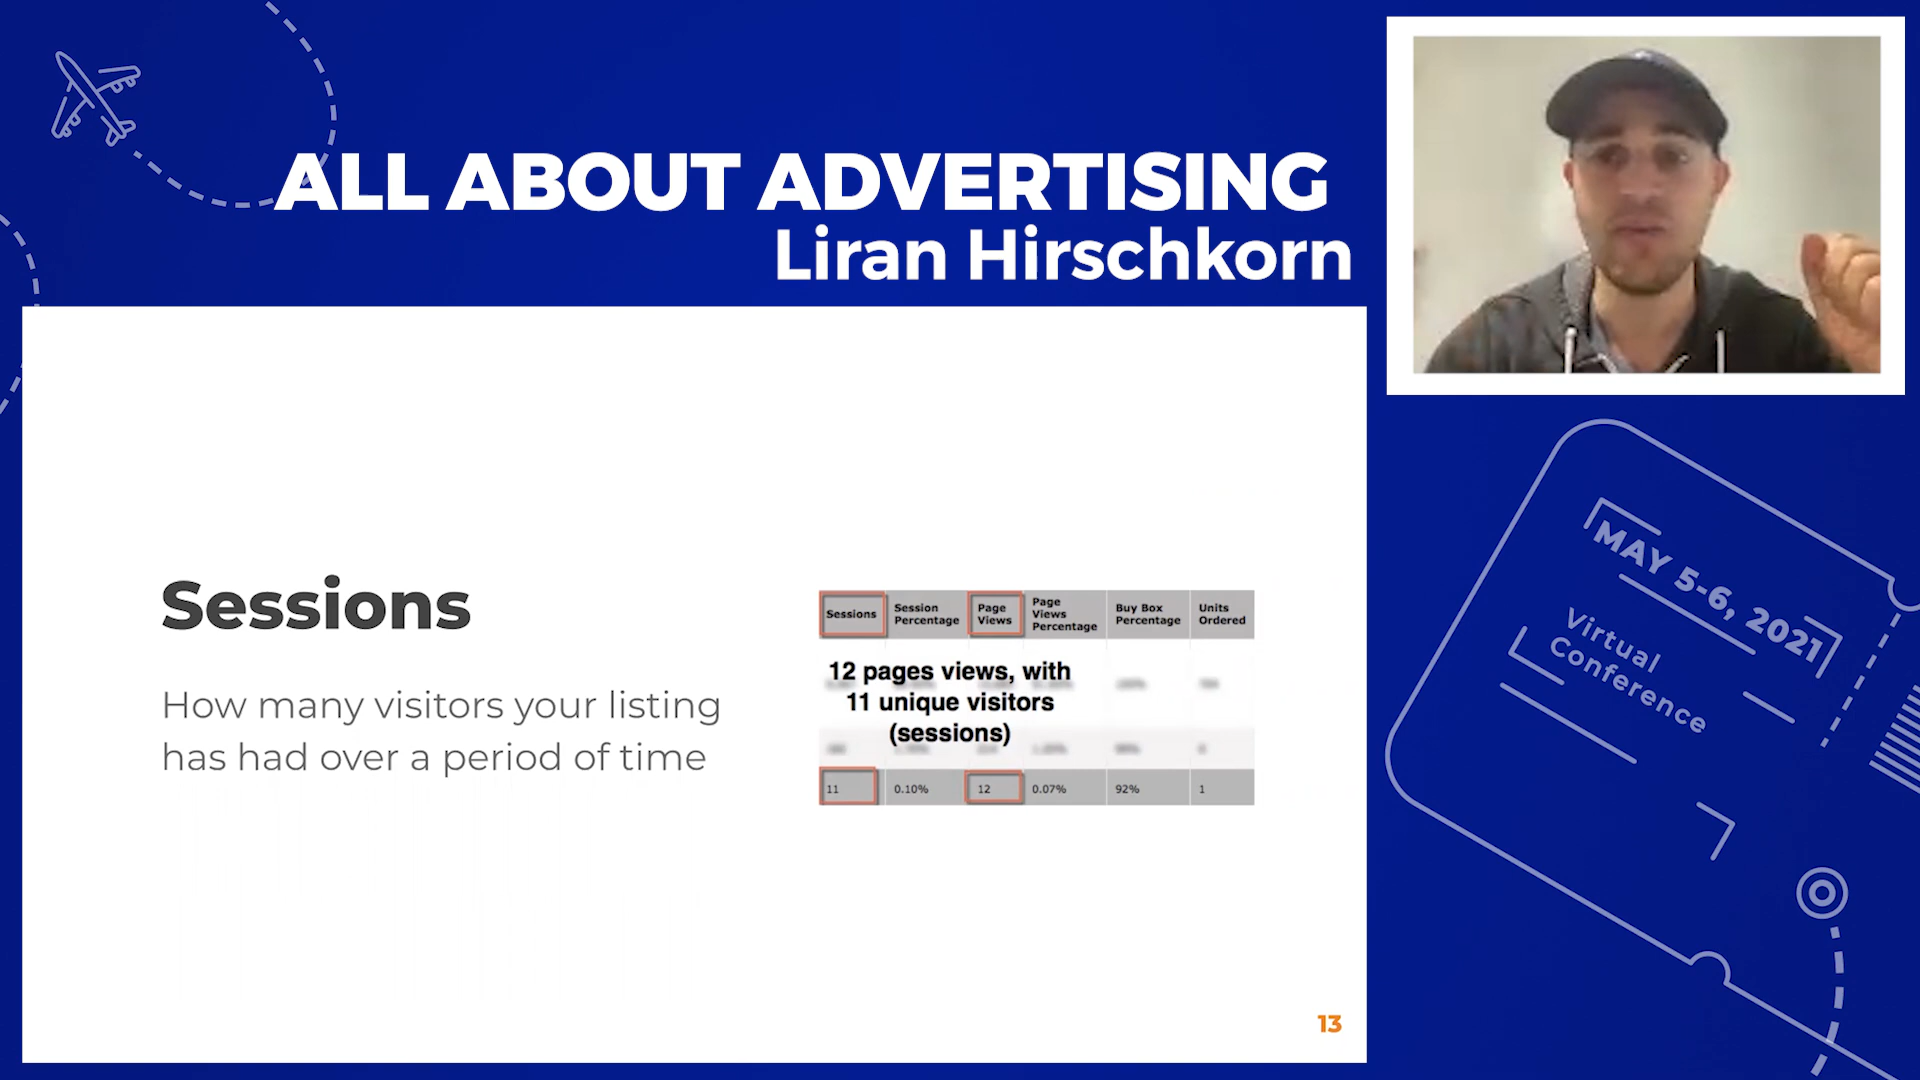 ALL ABOUT ADVERTISING
Liran Hirschkorn
Sessions
How many visitors your listing
has had over a period of time
Sessions
Session
Percentage
Page
Views
Page
Views
Percentage
Buy Box
Percentage
Units
Ordered
12 pages views, with
11 unique visitors
(sessions)
11
0.10%
12
0.07%
92%
1
13
MAY 5-6, 2021
Virtual
Conference